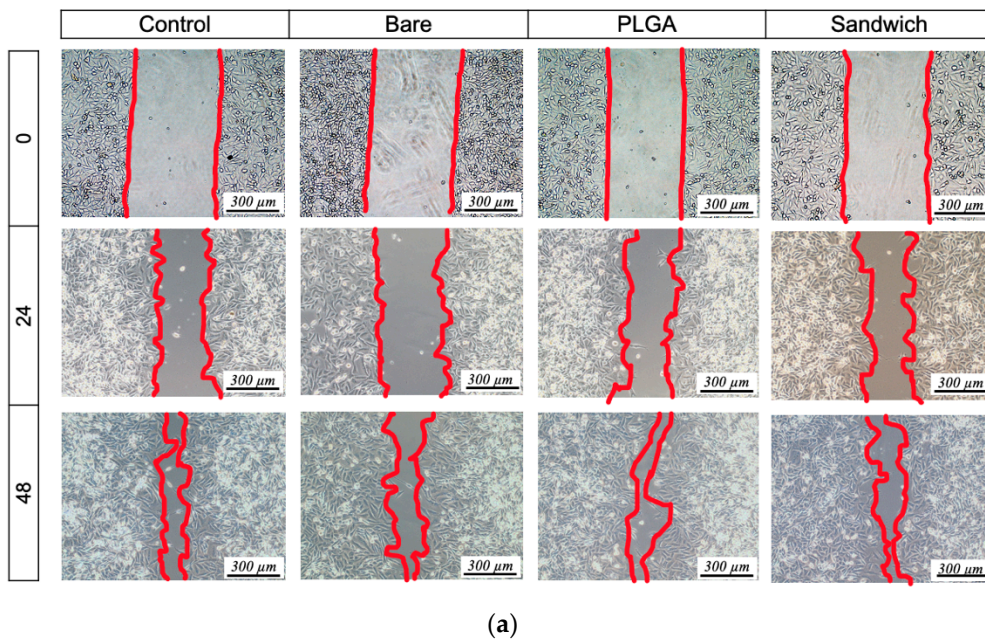 Control Bare PLGA Sandwich
0
300 µm 300 µm 300 µm 300 µm
24
300 µm 300 µm 300 µm 300 µm
48
300 µm 300 µm 300 µm 300 µm
(a)